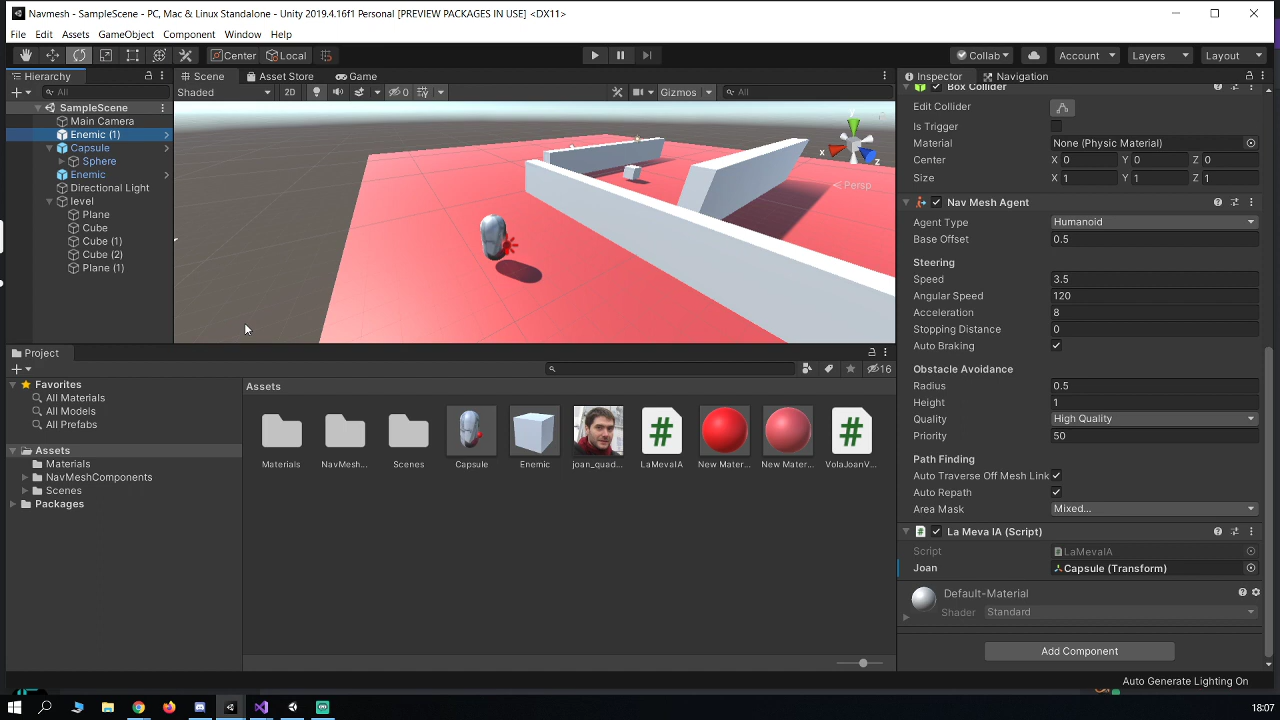 Navmesh - SampleScene - PC, Mac & Linux Standalone - Unity 2019.4.16f1 Personal [PREVIEW PACKAGES IN USE] <DX11>
File Edit Assets GameObject Component Window Help
Center Local Collab Account Layers Layout
Hierarchy
All
SampleScene
Main Camera
Enemic (1)
Capsule
Sphere
Enemic
Directional Light
level
Plane
Cube
Cube (1)
Cube (2)
Plane (1)
Scene Asset Store Game
Shaded 2D 0 Gizmos All
x z
Persp
Project
16
Favorites
All Materials
All Models
All Prefabs
Assets
Materials
NavMeshComponents
Scenes
Packages
Assets
Materials NavMesh... Scenes Capsule Enemic joan_quad... LaMevaIA New Mater... New Mater... VolaJoanV...
Inspector Navigation
Box Collider
Edit Collider
Is Trigger
Material None (Physic Material)
Center X 0 Y 0 Z 0
Size X 1 Y 1 Z 1
Nav Mesh Agent
Agent Type Humanoid
Base Offset 0.5
Steering
Speed 3.5
Angular Speed 120
Acceleration 8
Stopping Distance 0
Auto Braking
Obstacle Avoidance
Radius 0.5
Height 1
Quality High Quality
Priority 50
Path Finding
Auto Traverse Off Mesh Link
Auto Repath
Area Mask Mixed...
La Meva IA (Script)
Script LaMevaIA
Joan Capsule (Transform)
Default-Material
Shader Standard
Add Component
Auto Generate Lighting On
18:07